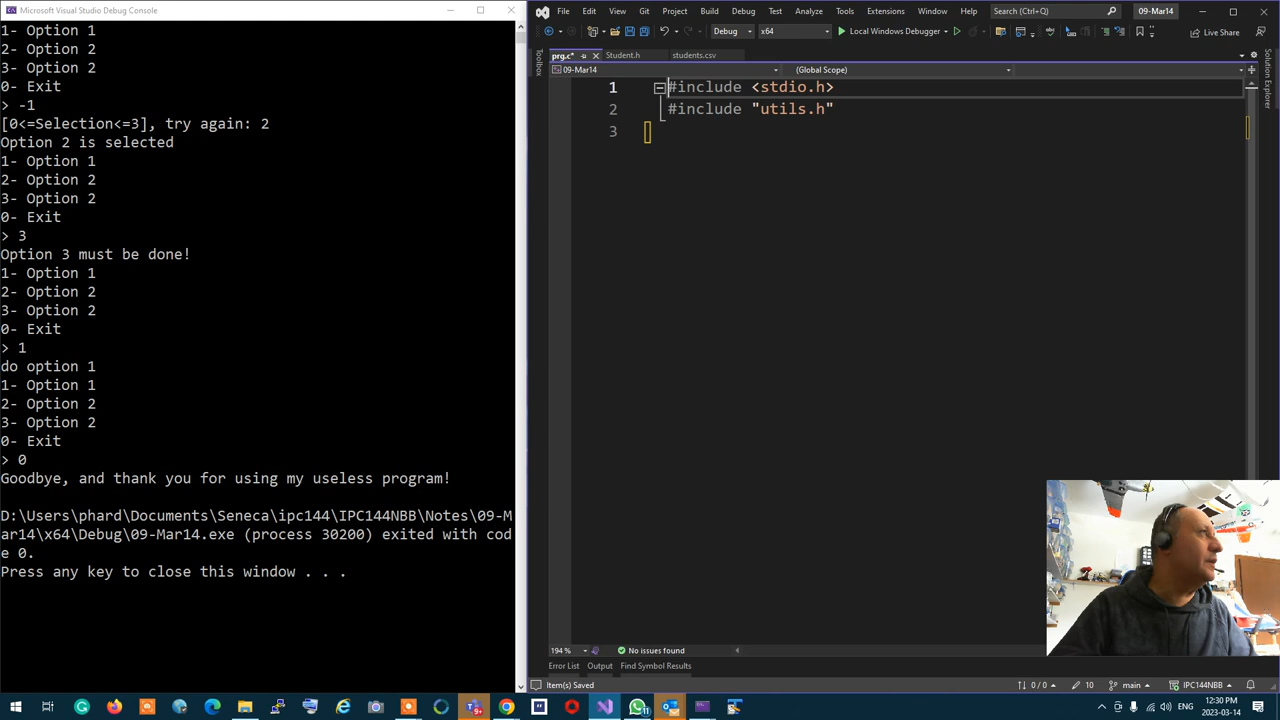 Microsoft Visual Studio Debug Console
1- Option 1
2- Option 2
3- Option 2
0- Exit
> -1
[0<=Selection<=3], try again: 2
Option 2 is selected
1- Option 1
2- Option 2
3- Option 2
0- Exit
> 3
Option 3 must be done!
1- Option 1
2- Option 2
3- Option 2
0- Exit
> 1
do option 1
1- Option 1
2- Option 2
3- Option 2
0- Exit
> 0
Goodbye, and thank you for using my useless program!
D:\Users\phard\Documents\Seneca\ipc144\IPC144NBB\Notes\09-M
ar14\x64\Debug\09-Mar14.exe (process 30200) exited with cod
e 0.
Press any key to close this window . . .
File Edit View Git Project Build Debug Test Analyze Tools Extensions Window Help Search (Ctrl+Q) 09-Mar14
Debug x64 Local Windows Debugger Live Share
prg.c* Student.h students.csv
09-Mar14 (Global Scope)
Toolbox
Solution Explorer
1 #include <stdio.h>
2 #include "utils.h"
3
194 % No issues found
Error List Output Find Symbol Results
Item(s) Saved 0 / 0 10 main IPC144NBB
12:30 PM
2023-03-14